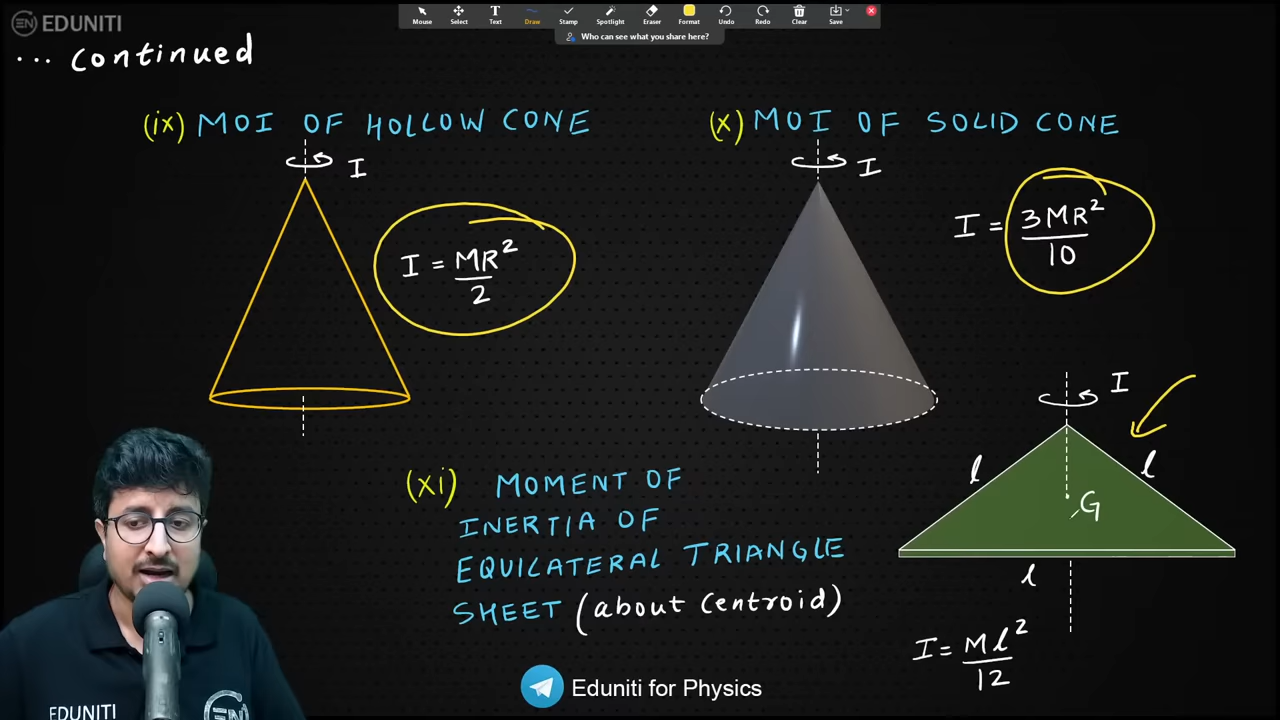 EDUNITI
Mouse Select Text Draw Stamp Spotlight Eraser Format Undo Redo Clear Save
Who can see what you share here?
... continued
(ix) MOI OF HOLLOW CONE
I
I = MR²/2
(x) MOI OF SOLID CONE
I
I = 3MR²/10
(xi) MOMENT OF
INERTIA OF
EQUILATERAL TRIANGLE
SHEET (about centroid)
I
l
l
G
l
I = Ml²/12
Eduniti for Physics
EDUNITI
EN